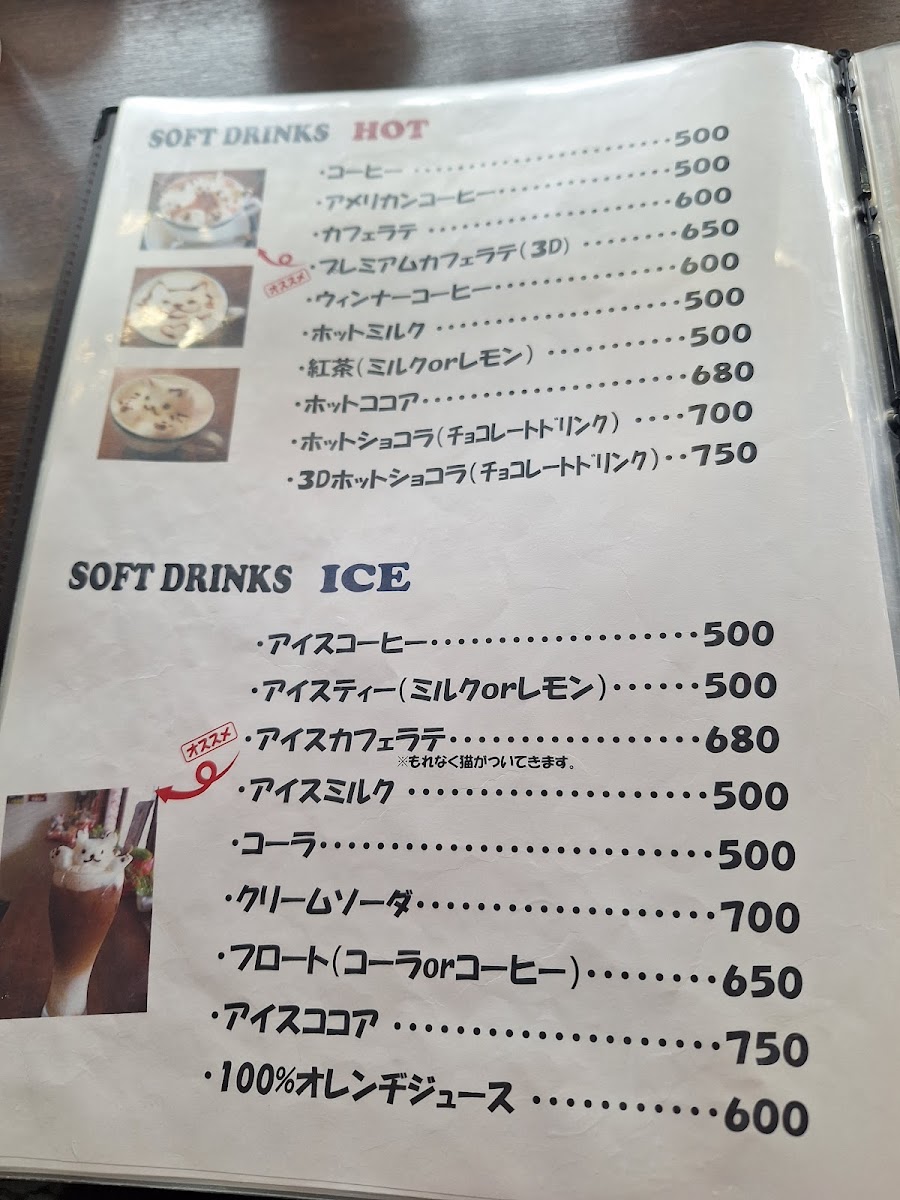 SOFT DRINKS HOT
・コーヒー ・・・・・・・・・・・・・・・・・・・・・・・500
・アメリカンコーヒー・・・・・・・・・・・・・・・500
・カフェラテ ・・・・・・・・・・・・・・・・・・・・・600
オススメ
・プレミアムカフェラテ(3D) ・・・・・・・・650
・ウィンナーコーヒー・・・・・・・・・・・・・・・600
・ホットミルク ・・・・・・・・・・・・・・・・・・・500
・紅茶(ミルクorレモン) ・・・・・・・・・・・500
・ホットココア・・・・・・・・・・・・・・・・・・・・680
・ホットショコラ(チョコレートドリンク) ・・・・700
・3Dホットショコラ(チョコレートドリンク)・・750
SOFT DRINKS ICE
・アイスコーヒー・・・・・・・・・・・・・・・・・・・500
・アイスティー(ミルクorレモン)・・・・・・500
オススメ
・アイスカフェラテ・・・・・・・・・・・・・・・・・680
※もれなく猫がついてきます。
・アイスミルク ・・・・・・・・・・・・・・・・・・・・500
・コーラ・・・・・・・・・・・・・・・・・・・・・・・・・・500
・クリームソーダ・・・・・・・・・・・・・・・・・・・700
・フロート(コーラorコーヒー)・・・・・・・・650
・アイスココア ・・・・・・・・・・・・・・・・・・・・750
・100%オレンヂジュース ・・・・・・・・・・・600